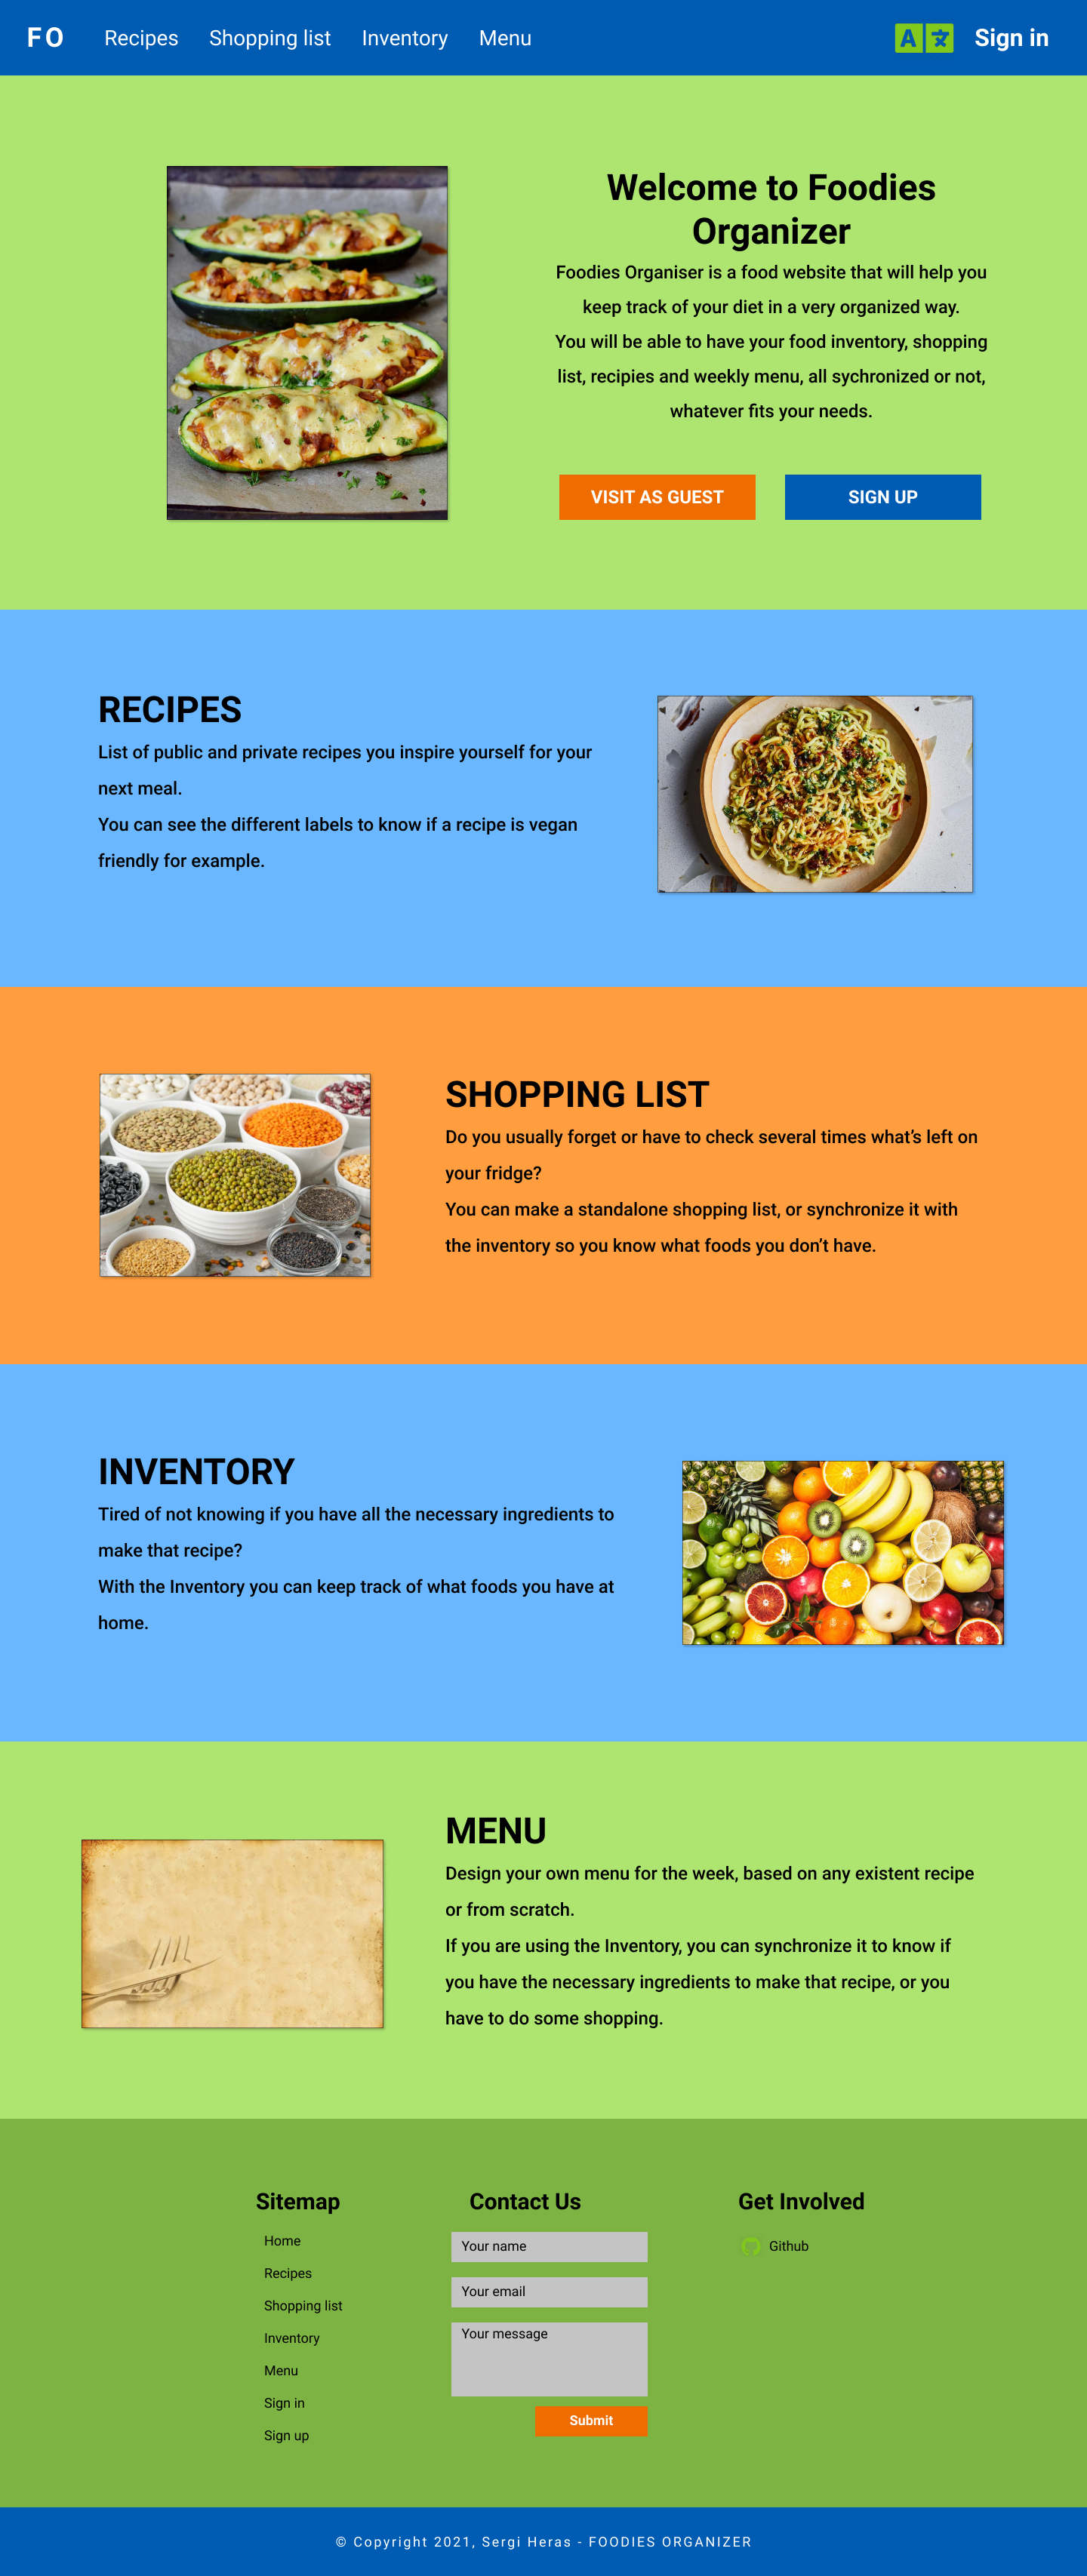 FO
Recipes
Shopping list
Inventory
Menu
A 文
Sign in
Welcome to Foodies
Organizer
Foodies Organiser is a food website that will help you
keep track of your diet in a very organized way.
You will be able to have your food inventory, shopping
list, recipies and weekly menu, all sychronized or not,
whatever fits your needs.
VISIT AS GUEST
SIGN UP
RECIPES
List of public and private recipes you inspire yourself for your
next meal.
You can see the different labels to know if a recipe is vegan
friendly for example.
SHOPPING LIST
Do you usually forget or have to check several times what’s left on
your fridge?
You can make a standalone shopping list, or synchronize it with
the inventory so you know what foods you don’t have.
INVENTORY
Tired of not knowing if you have all the necessary ingredients to
make that recipe?
With the Inventory you can keep track of what foods you have at
home.
MENU
Design your own menu for the week, based on any existent recipe
or from scratch.
If you are using the Inventory, you can synchronize it to know if
you have the necessary ingredients to make that recipe, or you
have to do some shopping.
Sitemap
Home
Recipes
Shopping list
Inventory
Menu
Sign in
Sign up
Contact Us
Your name
Your email
Your message
Submit
Get Involved
Github
© Copyright 2021, Sergi Heras - FOODIES ORGANIZER